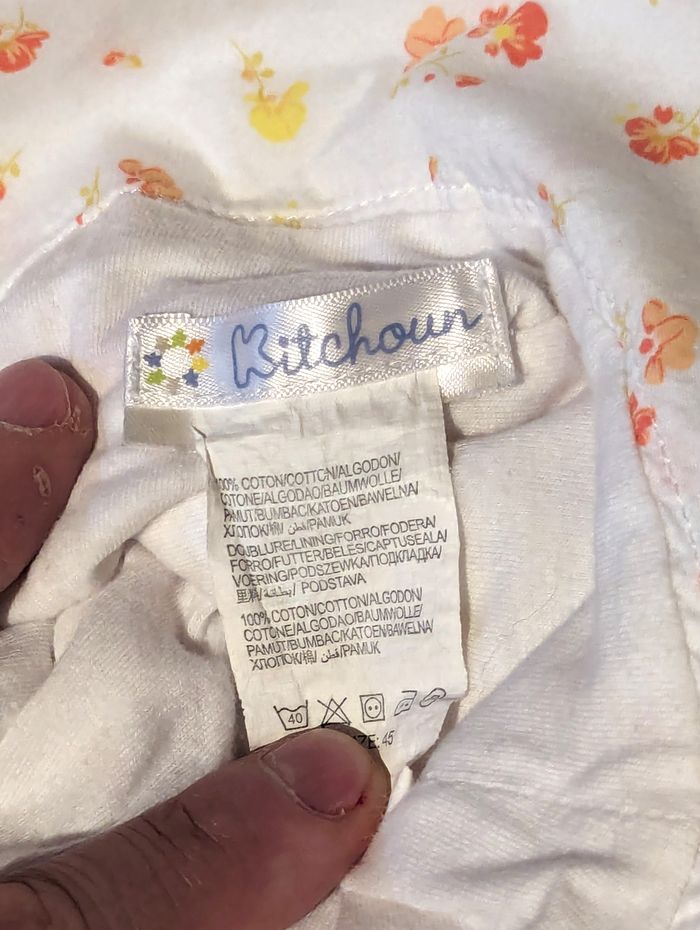 Kitchoun
100% COTON/COTTON/ALGODON/
COTONE/ALGODAO/BAUMWOLLE/
PAMUT/BUMBAC/KATOEN/BAWELNA/
ХЛОПОК/棉/ قطن /PAMUK
DOUBLURE/LINING/FORRO/FODERA/
FORRO/FUTTER/BELES/CAPTUSEALA/
VOERING/PODSZEWKA/ПОДКЛАДКА/
里料/بطانة/ PODSTAVA
100% COTON/COTTON/ALGODON/
COTONE/ALGODAO/BAUMWOLLE/
PAMUT/BUMBAC/KATOEN/BAWELNA/
ХЛОПОК/棉/ قطن /PAMUK
40
ZE: 45